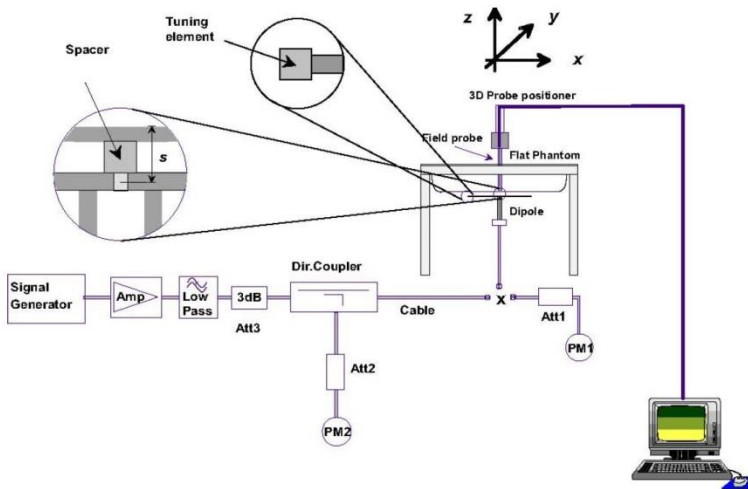 Tuning
element
Spacer
s
z
y
x
3D Probe positioner
Field probe
Flat Phantom
Dipole
Dir.Coupler
Signal
Generator
Amp
Low
Pass
3dB
Att3
Cable
x
Att1
PM1
Att2
PM2